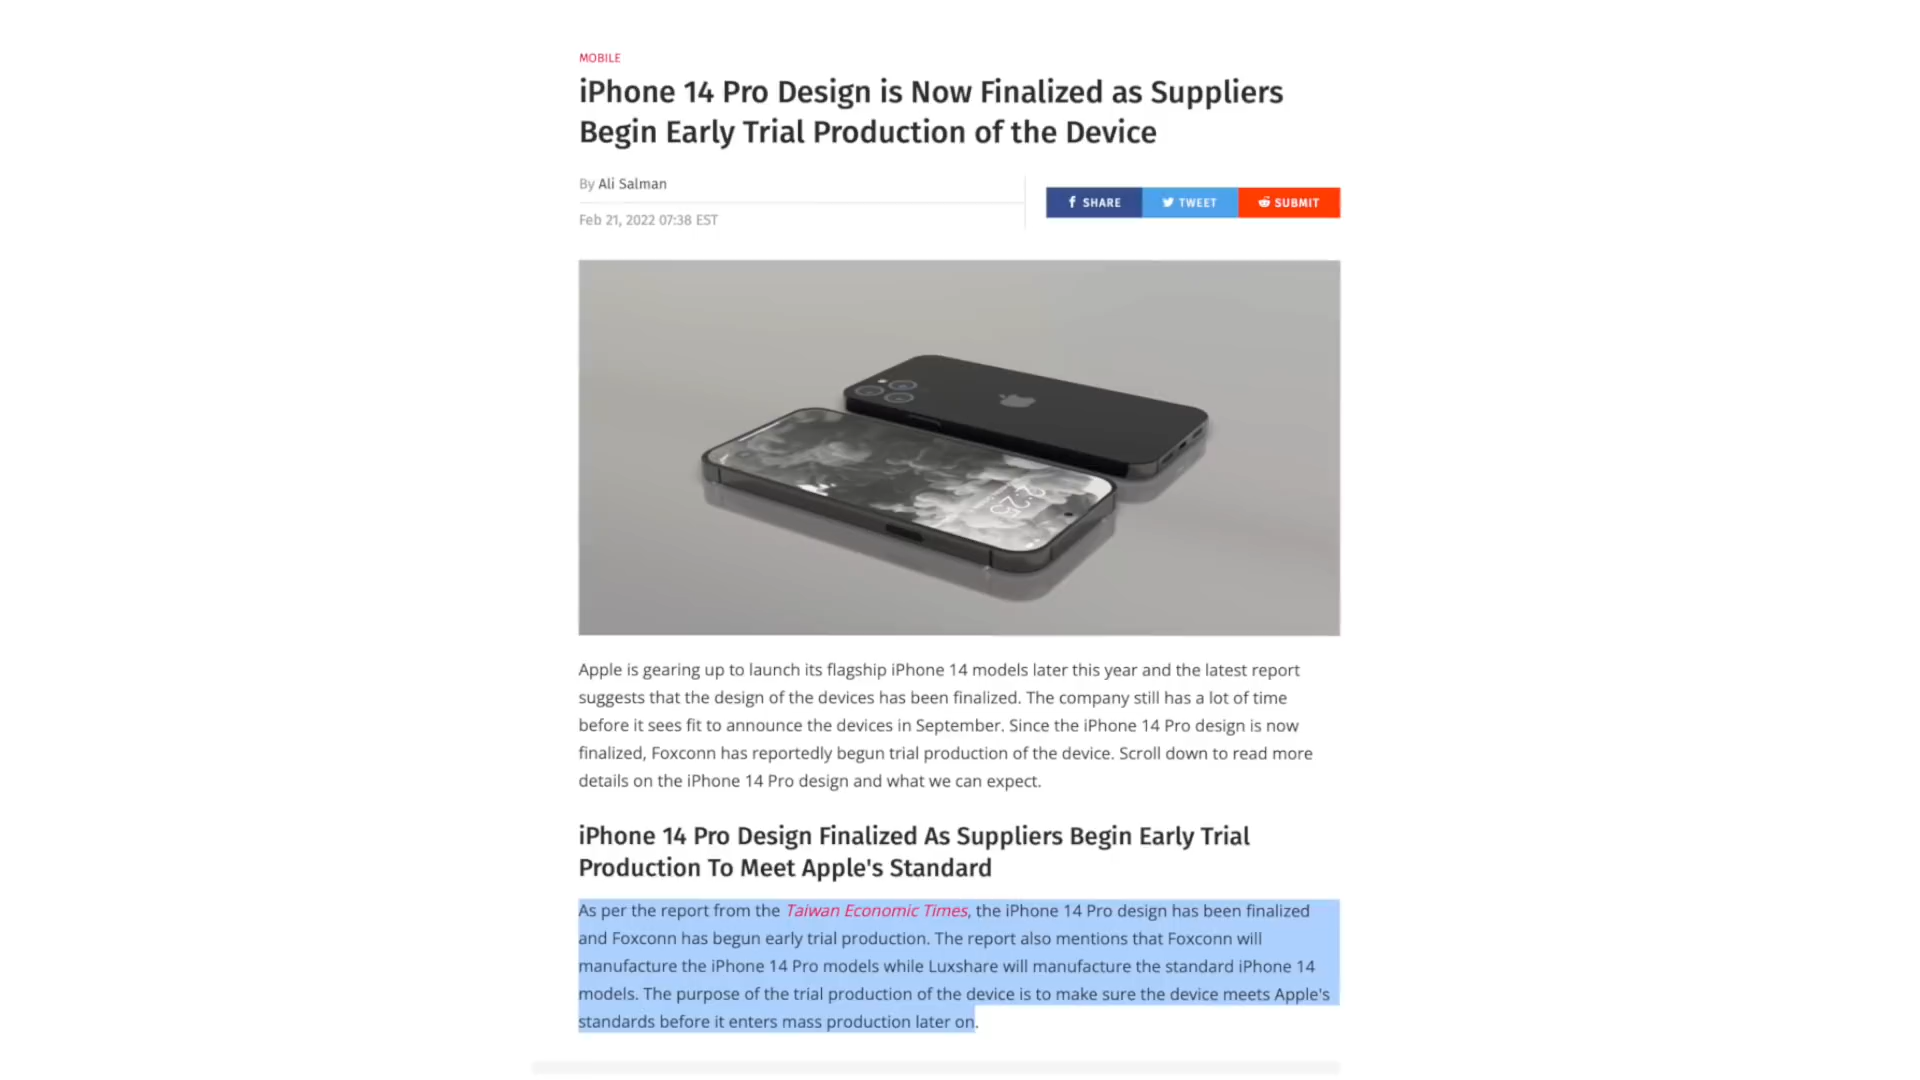 MOBILE
iPhone 14 Pro Design is Now Finalized as Suppliers
Begin Early Trial Production of the Device
By Ali Salman
Feb 21, 2022 07:38 EST
SHARE
TWEET
SUBMIT
2:25
Apple is gearing up to launch its flagship iPhone 14 models later this year and the latest report
suggests that the design of the devices has been finalized. The company still has a lot of time
before it sees fit to announce the devices in September. Since the iPhone 14 Pro design is now
finalized, Foxconn has reportedly begun trial production of the device. Scroll down to read more
details on the iPhone 14 Pro design and what we can expect.
iPhone 14 Pro Design Finalized As Suppliers Begin Early Trial
Production To Meet Apple's Standard
As per the report from the Taiwan Economic Times, the iPhone 14 Pro design has been finalized
and Foxconn has begun early trial production. The report also mentions that Foxconn will
manufacture the iPhone 14 Pro models while Luxshare will manufacture the standard iPhone 14
models. The purpose of the trial production of the device is to make sure the device meets Apple's
standards before it enters mass production later on.